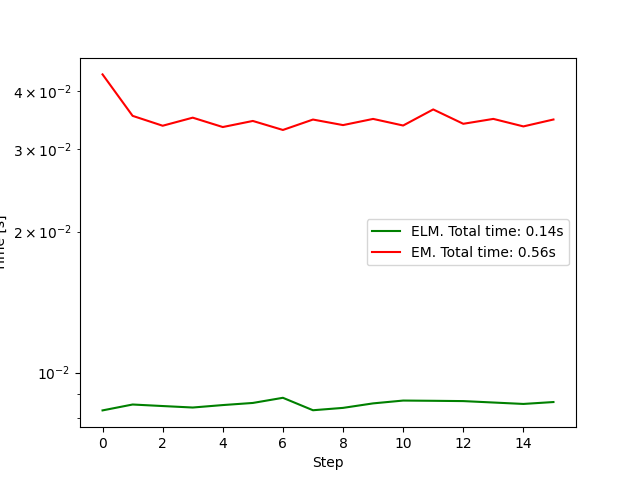 4 × 10⁻²
3 × 10⁻²
2 × 10⁻²
10⁻²
ELM. Total time: 0.14s
EM. Total time: 0.56s
0 2 4 6 8 10 12 14
Step